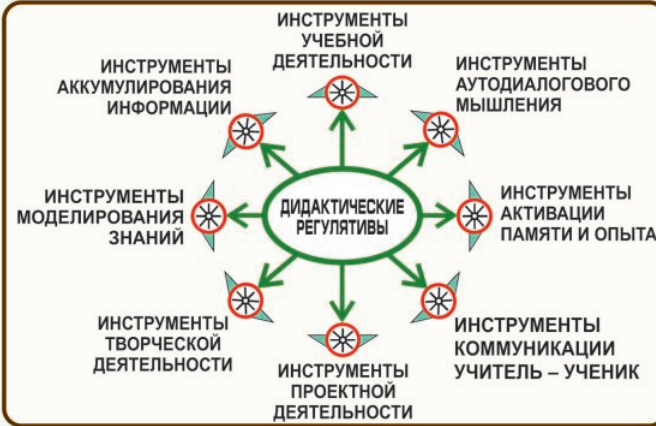 ИНСТРУМЕНТЫ
УЧЕБНОЙ
ДЕЯТЕЛЬНОСТИ
ИНСТРУМЕНТЫ
АККУМУЛИРОВАНИЯ
ИНФОРМАЦИИ
ИНСТРУМЕНТЫ
АУТОДИАЛОГОВОГО
МЫШЛЕНИЯ
ИНСТРУМЕНТЫ
МОДЕЛИРОВАНИЯ
ЗНАНИЙ
ДИДАКТИЧЕСКИЕ
РЕГУЛЯТИВЫ
ИНСТРУМЕНТЫ
АКТИВАЦИИ
ПАМЯТИ И ОПЫТА
ИНСТРУМЕНТЫ
ТВОРЧЕСКОЙ
ДЕЯТЕЛЬНОСТИ
ИНСТРУМЕНТЫ
ПРОЕКТНОЙ
ДЕЯТЕЛЬНОСТИ
ИНСТРУМЕНТЫ
КОММУНИКАЦИИ
УЧИТЕЛЬ – УЧЕНИК